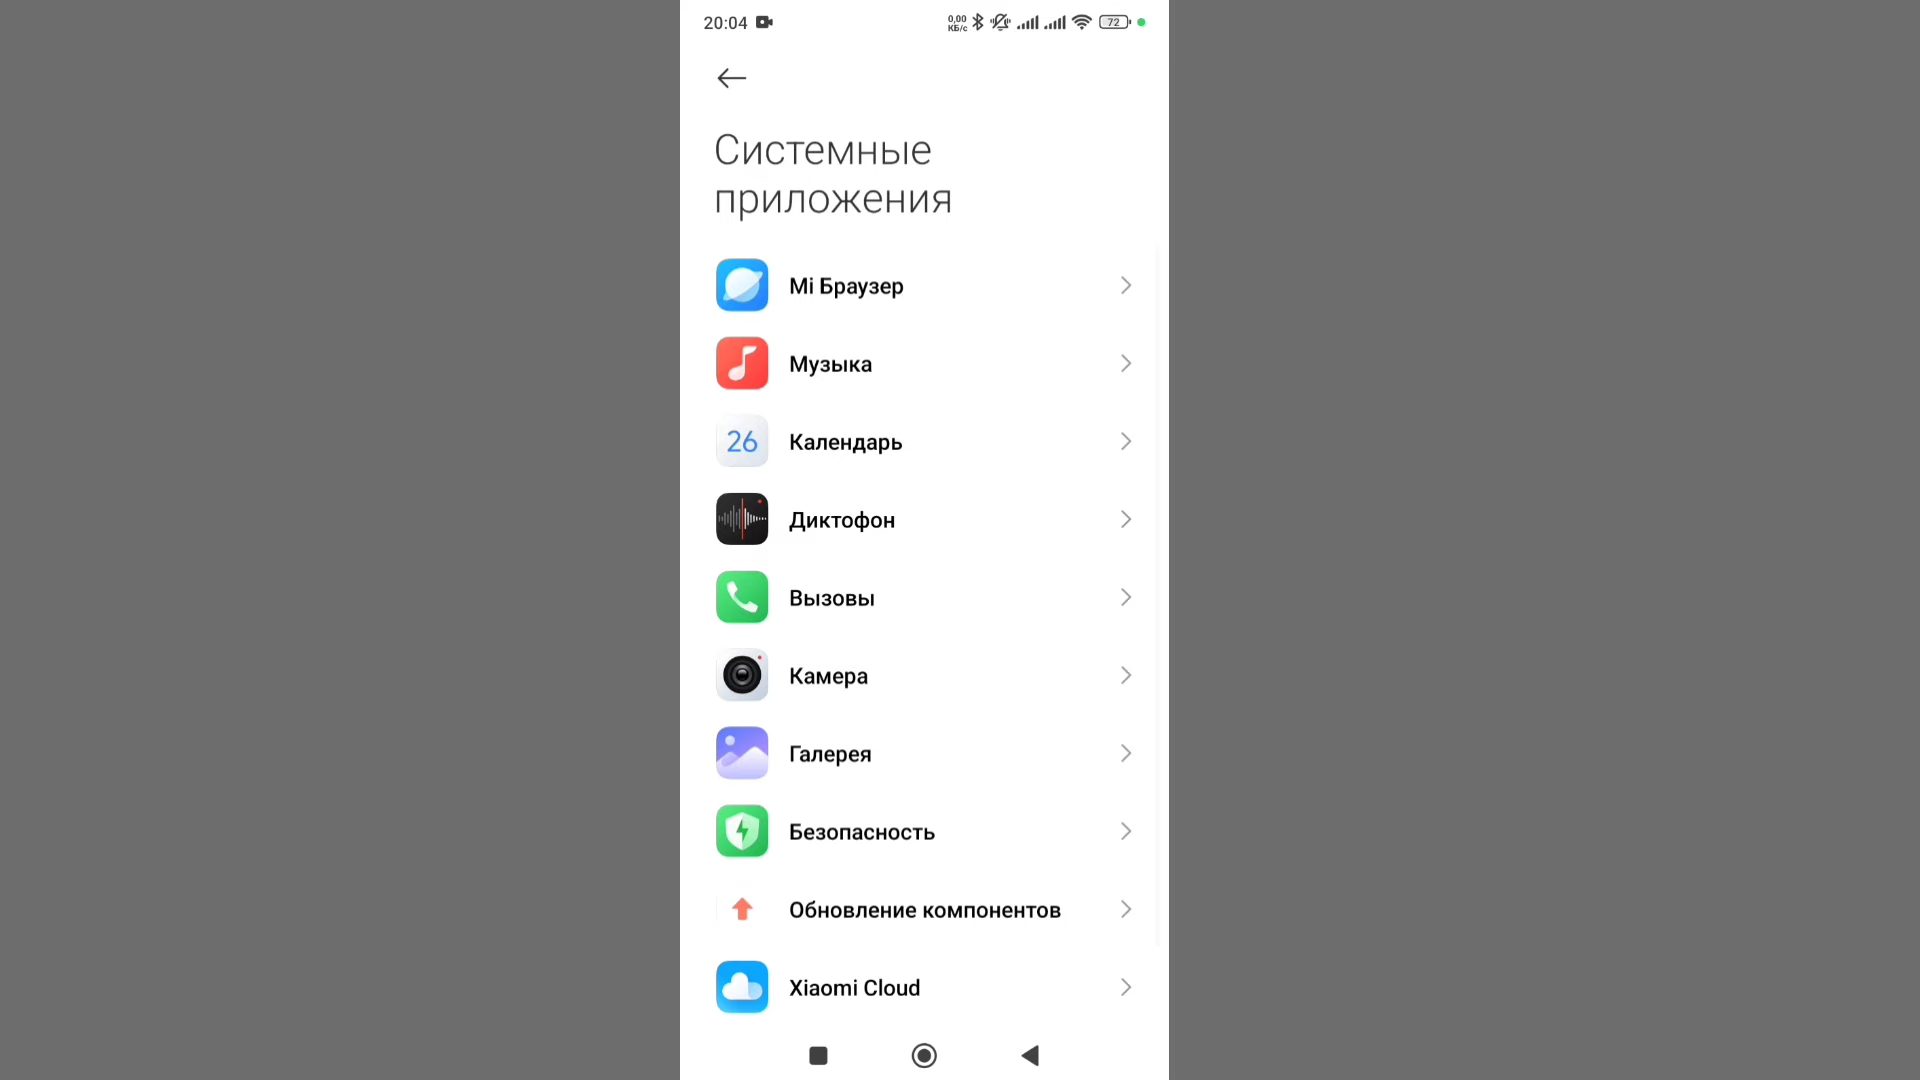 20:04
0,00
КБ/с
72
Системные
приложения
Mi Браузер
Музыка
26
Календарь
Диктофон
Вызовы
Камера
Галерея
Безопасность
Обновление компонентов
Xiaomi Cloud